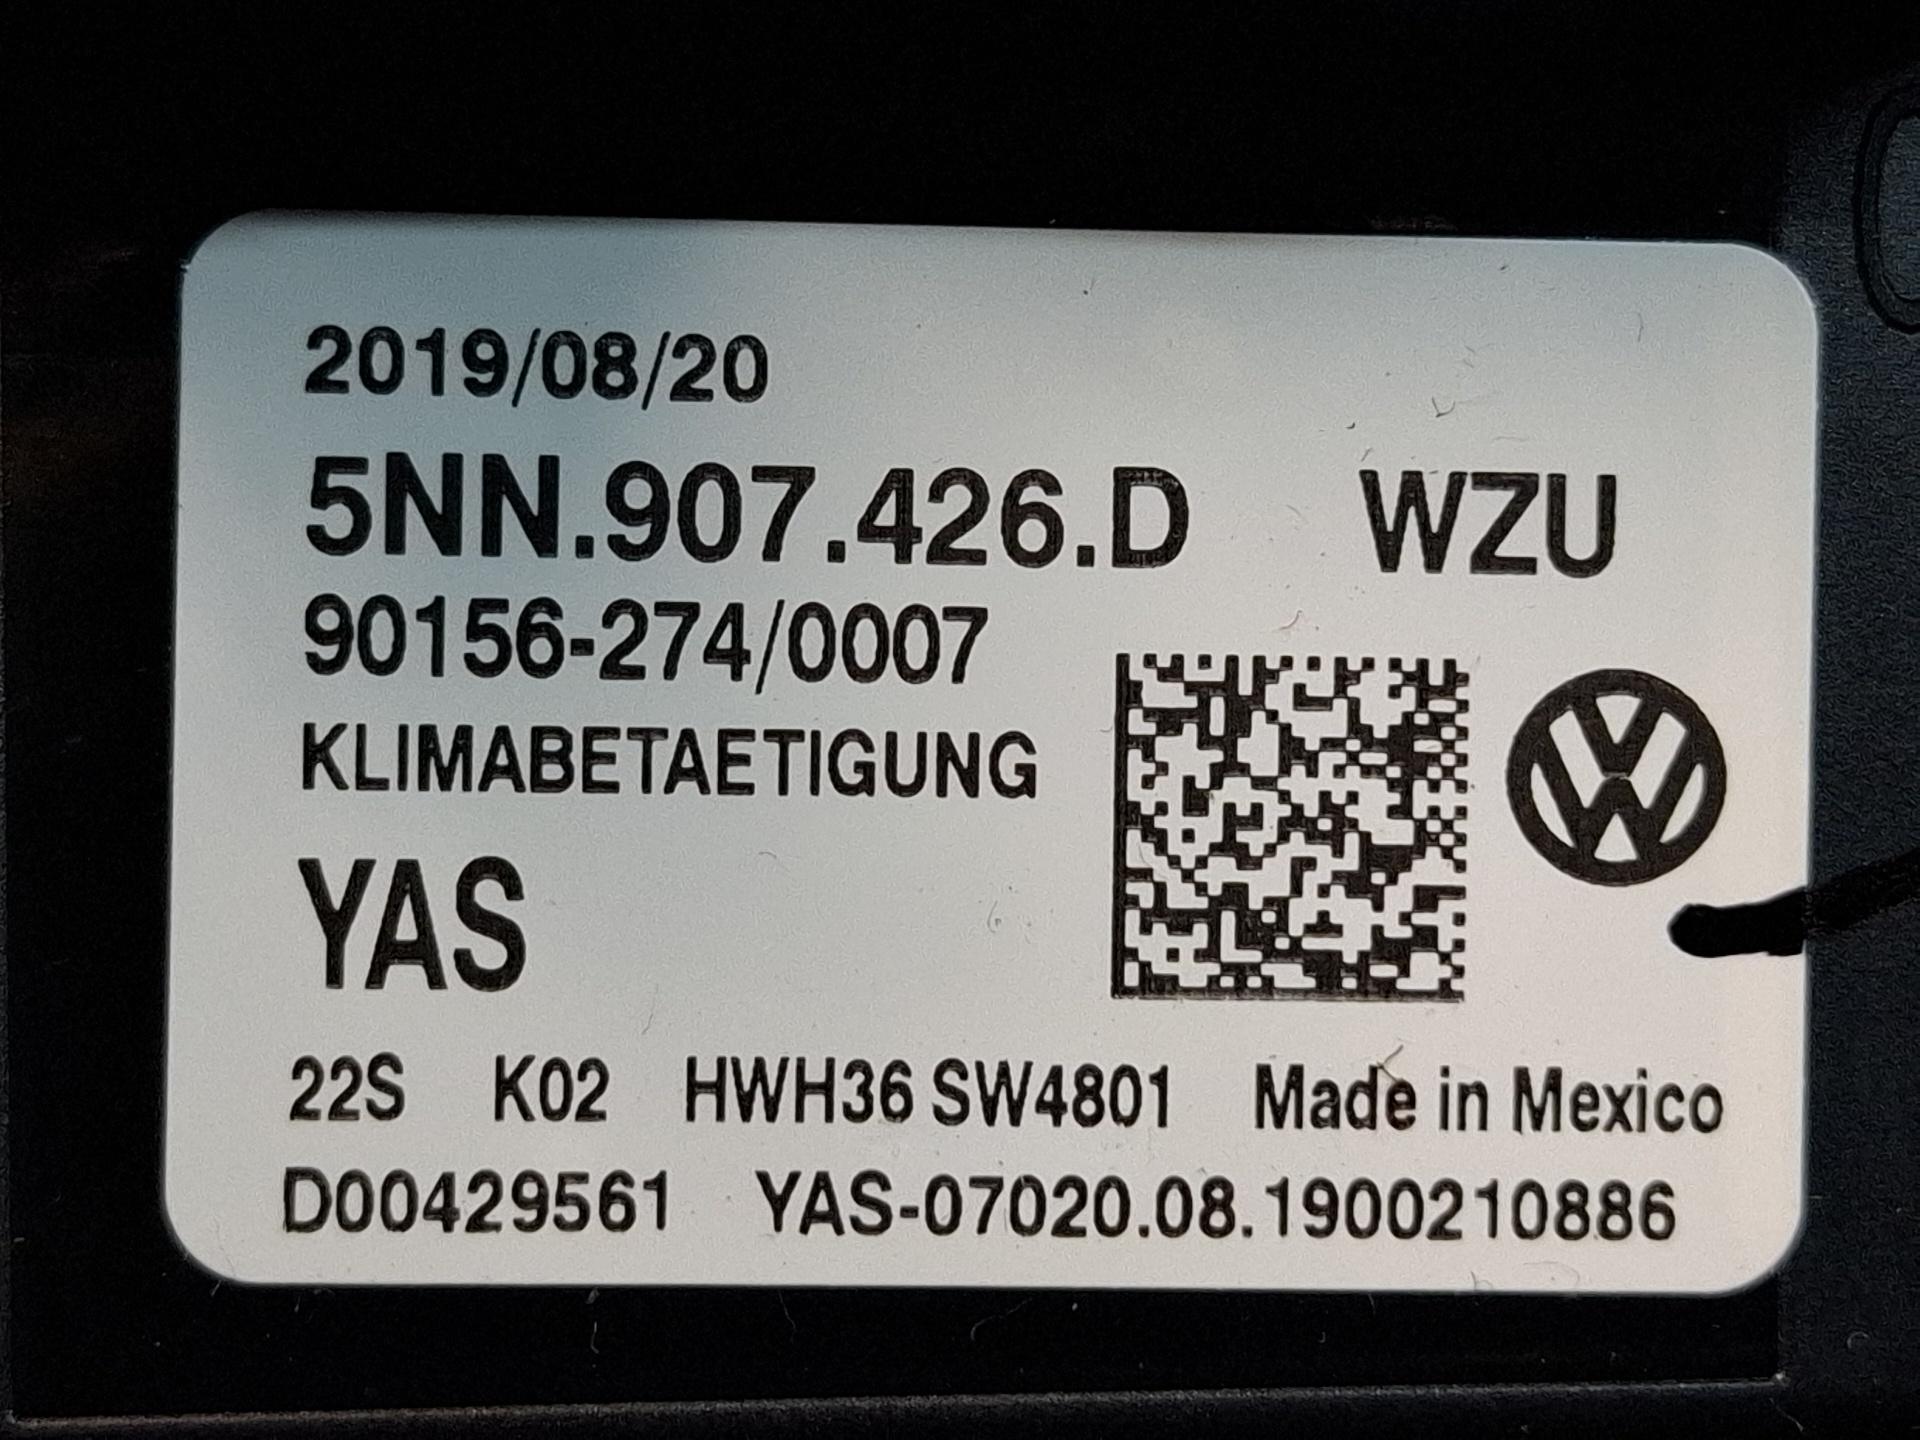 2019/08/20
5NN.907.426.D WZU
90156-274/0007
KLIMABETAETIGUNG
YAS
22S K02 HWH36 SW4801 Made in Mexico
D00429561 YAS-07020.08.1900210886